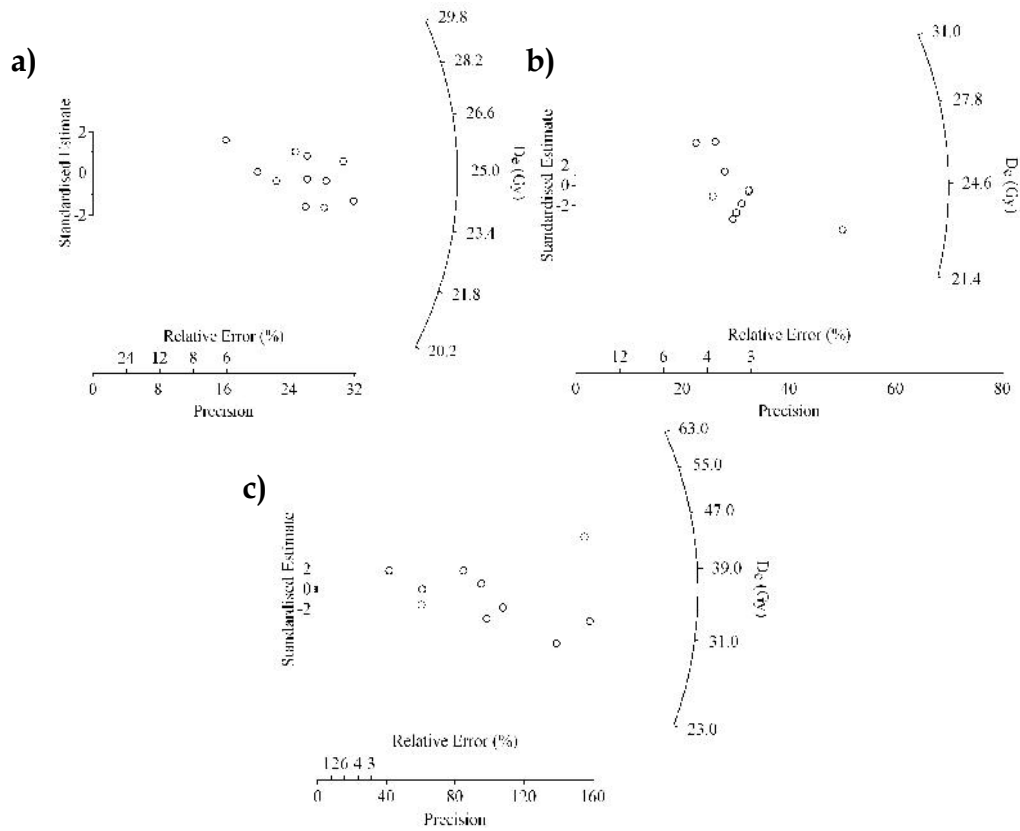 a)
29.8
28.2
26.6
25.0
23.4
21.8
20.2
De (Gy)
Standardised Estimate
2
0
-2
Relative Error (%)
24 12 8 6
0 8 16 24 32
Precision
b)
31.0
27.8
24.6
21.4
De (Gy)
Standardised Estimate
2
0
-2
Relative Error (%)
12 6 4 3
0 20 40 60 80
Precision
c)
63.0
55.0
47.0
39.0
31.0
23.0
De (Gy)
Standardised Estimate
2
0
-2
Relative Error (%)
12 6 4 3
0 40 80 120 160
Precision